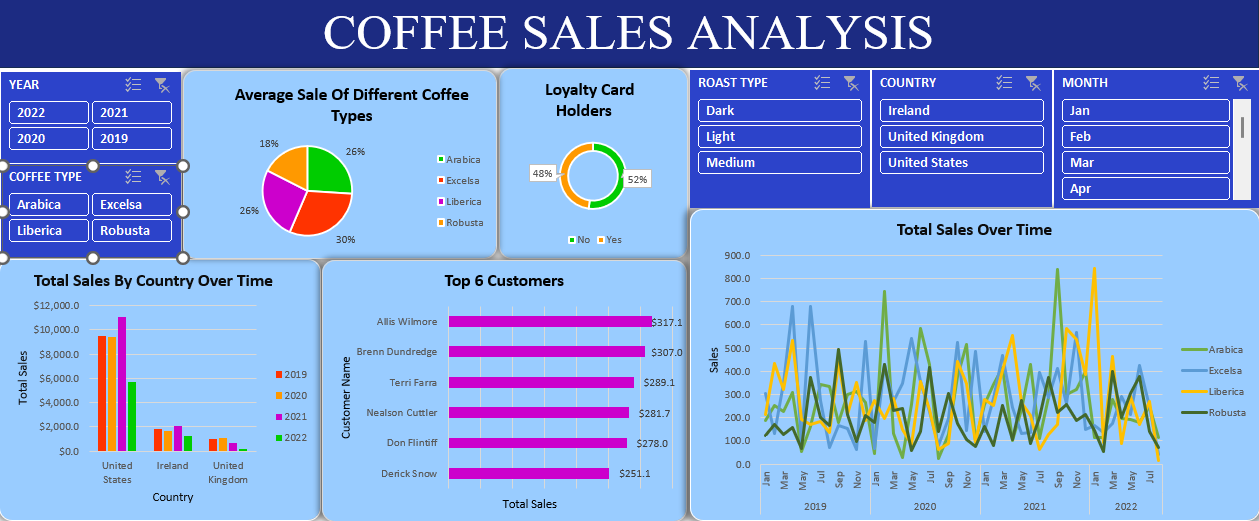 COFFEE SALES ANALYSIS
YEAR
2022
2021
2020
2019
COFFEE TYPE
Arabica
Excelsa
Liberica
Robusta
Average Sale Of Different Coffee
Types
18%
26%
26%
30%
Arabica
Excelsa
Liberica
Robusta
Loyalty Card
Holders
48%
52%
No
Yes
ROAST TYPE
Dark
Light
Medium
COUNTRY
Ireland
United Kingdom
United States
MONTH
Jan
Feb
Mar
Apr
Total Sales By Country Over Time
Total Sales
$12,000.0
$10,000.0
$8,000.0
$6,000.0
$4,000.0
$2,000.0
$0.0
United
States
Ireland
United
Kingdom
Country
2019
2020
2021
2022
Top 6 Customers
Customer Name
Allis Wilmore
$317.1
Brenn Dundredge
$307.0
Terri Farra
$289.1
Nealson Cuttler
$281.7
Don Flintiff
$278.0
Derick Snow
$251.1
Total Sales
Total Sales Over Time
Sales
900.0
800.0
700.0
600.0
500.0
400.0
300.0
200.0
100.0
0.0
Jan
Mar
May
Jul
Sep
Nov
Jan
Mar
May
Jul
Sep
Nov
Jan
Mar
May
Jul
Sep
Nov
Jan
Mar
May
Jul
2019
2020
2021
2022
Arabica
Excelsa
Liberica
Robusta